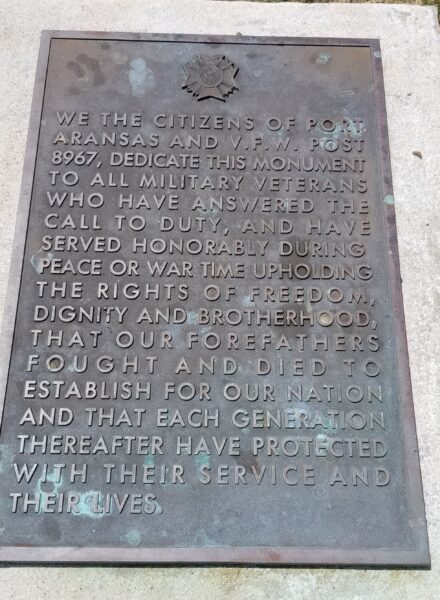 WE THE CITIZENS OF PORT
ARANSAS AND V.F.W. POST
8967, DEDICATE THIS MONUMENT
TO ALL MILITARY VETERANS
WHO HAVE ANSWERED THE
CALL TO DUTY, AND HAVE
SERVED HONORABLY DURING
PEACE OR WAR TIME UPHOLDING
THE RIGHTS OF FREEDOM,
DIGNITY AND BROTHERHOOD,
THAT OUR FOREFATHERS
FOUGHT AND DIED TO
ESTABLISH FOR OUR NATION
AND THAT EACH GENERATION
THEREAFTER HAVE PROTECTED
WITH THEIR SERVICE AND
THEIR LIVES.